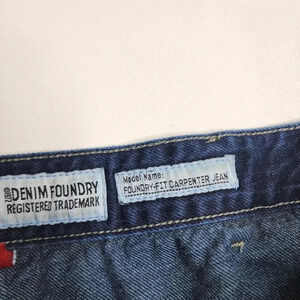 DENIM FOUNDRY
REGISTERED TRADEMARK
Model Name:
FOUNDRY-FIT CARPENTER JEAN